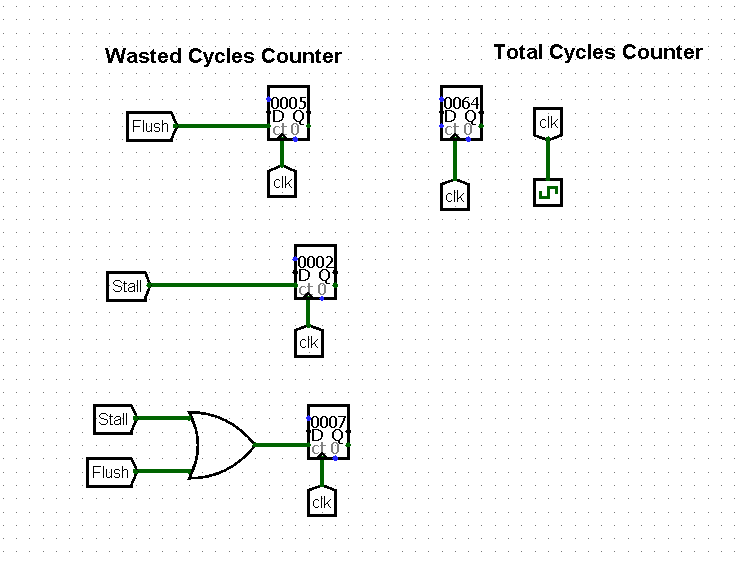 Wasted Cycles Counter
Total Cycles Counter
Flush
0005
D Q
ct 0
clk
0064
D Q
ct 0
clk
clk
Stall
0002
D Q
ct 0
clk
Stall
Flush
0007
D Q
ct 0
clk